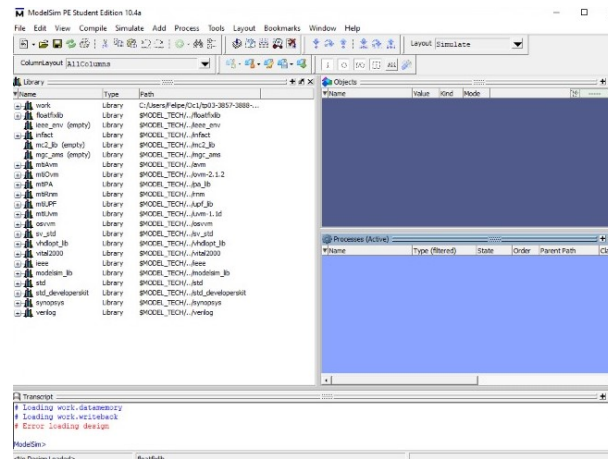 ModelSim PE Student Edition 10.4a
File Edit View Compile Simulate Add Process Tools Layout Bookmarks Window Help
Layout Simulate
ColumnLayout AllColumns
Library
Name Type Path
work Library C:/Users/Felipe/Oc1/tp03-3857-3888-...
floatfixlib Library $MODEL_TECH/../floatfixlib
ieee_env (empty) Library $MODEL_TECH/../ieee_env
infact Library $MODEL_TECH/../infact
mc2_lib (empty) Library $MODEL_TECH/../mc2_lib
mgc_ams (empty) Library $MODEL_TECH/../mgc_ams
mtiAvm Library $MODEL_TECH/../avm
mtiOvm Library $MODEL_TECH/../ovm-2.1.2
mtiPA Library $MODEL_TECH/../pa_lib
mtiRnm Library $MODEL_TECH/../rnm
mtiUPF Library $MODEL_TECH/../upf_lib
mtiUvm Library $MODEL_TECH/../uvm-1.1d
osvvm Library $MODEL_TECH/../osvvm
sv_std Library $MODEL_TECH/../sv_std
vhdlopt_lib Library $MODEL_TECH/../vhdlopt_lib
vital2000 Library $MODEL_TECH/../vital2000
ieee Library $MODEL_TECH/../ieee
modelsim_lib Library $MODEL_TECH/../modelsim_lib
std Library $MODEL_TECH/../std
std_developerskit Library $MODEL_TECH/../std_developerskit
synopsys Library $MODEL_TECH/../synopsys
verilog Library $MODEL_TECH/../verilog
Objects
Name Value Kind Mode
Processes (Active)
Name Type (filtered) State Order Parent Path
Transcript
# Loading work.datamemory
# Loading work.writeback
# Error loading design
ModelSim>
<No Design Loaded> floatfixlib